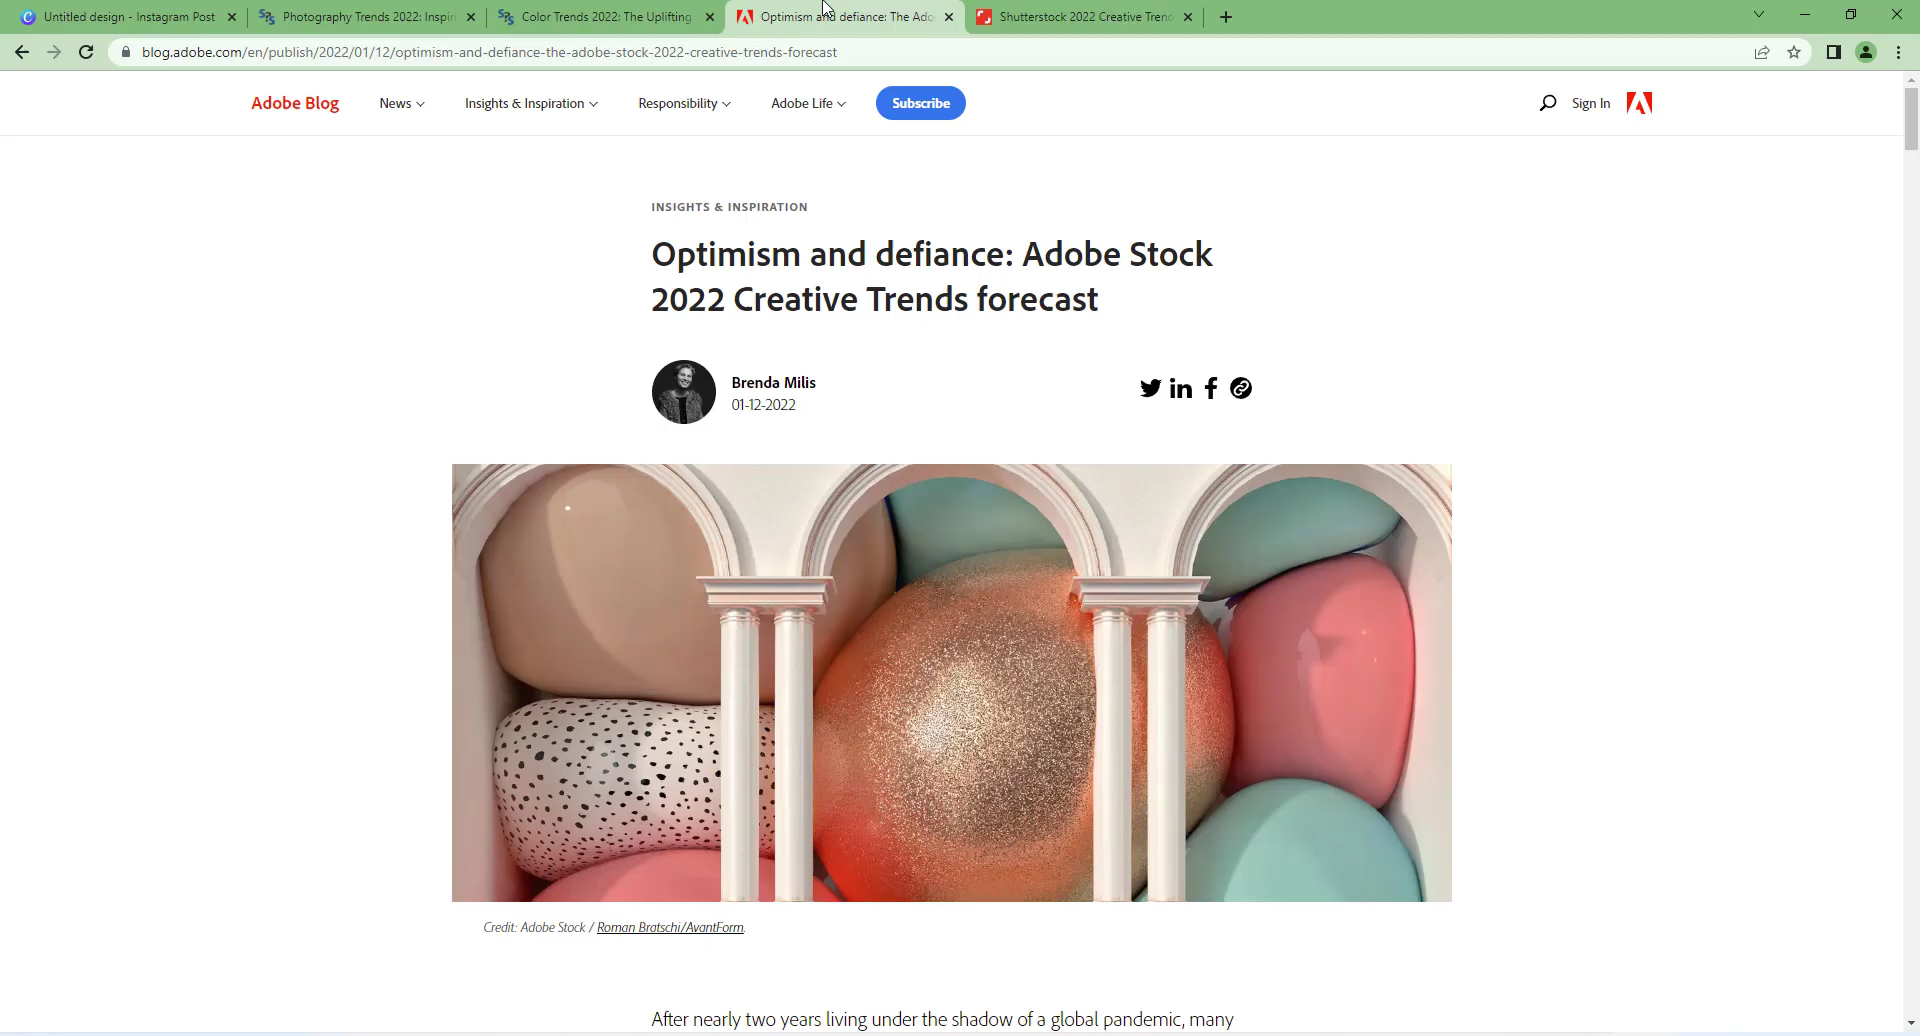 Untitled design - Instagram Post
Photography Trends 2022: Inspir
Color Trends 2022: The Uplifting
Optimism and defiance: The Ado
Shutterstock 2022 Creative Trend
blog.adobe.com/en/publish/2022/01/12/optimism-and-defiance-the-adobe-stock-2022-creative-trends-forecast
Adobe Blog News Insights & Inspiration Responsibility Adobe Life Subscribe Sign In
INSIGHTS & INSPIRATION
Optimism and defiance: Adobe Stock
2022 Creative Trends forecast
Brenda Milis
01-12-2022
Credit: Adobe Stock / Roman Bratschi/AvantForm.
After nearly two years living under the shadow of a global pandemic, many